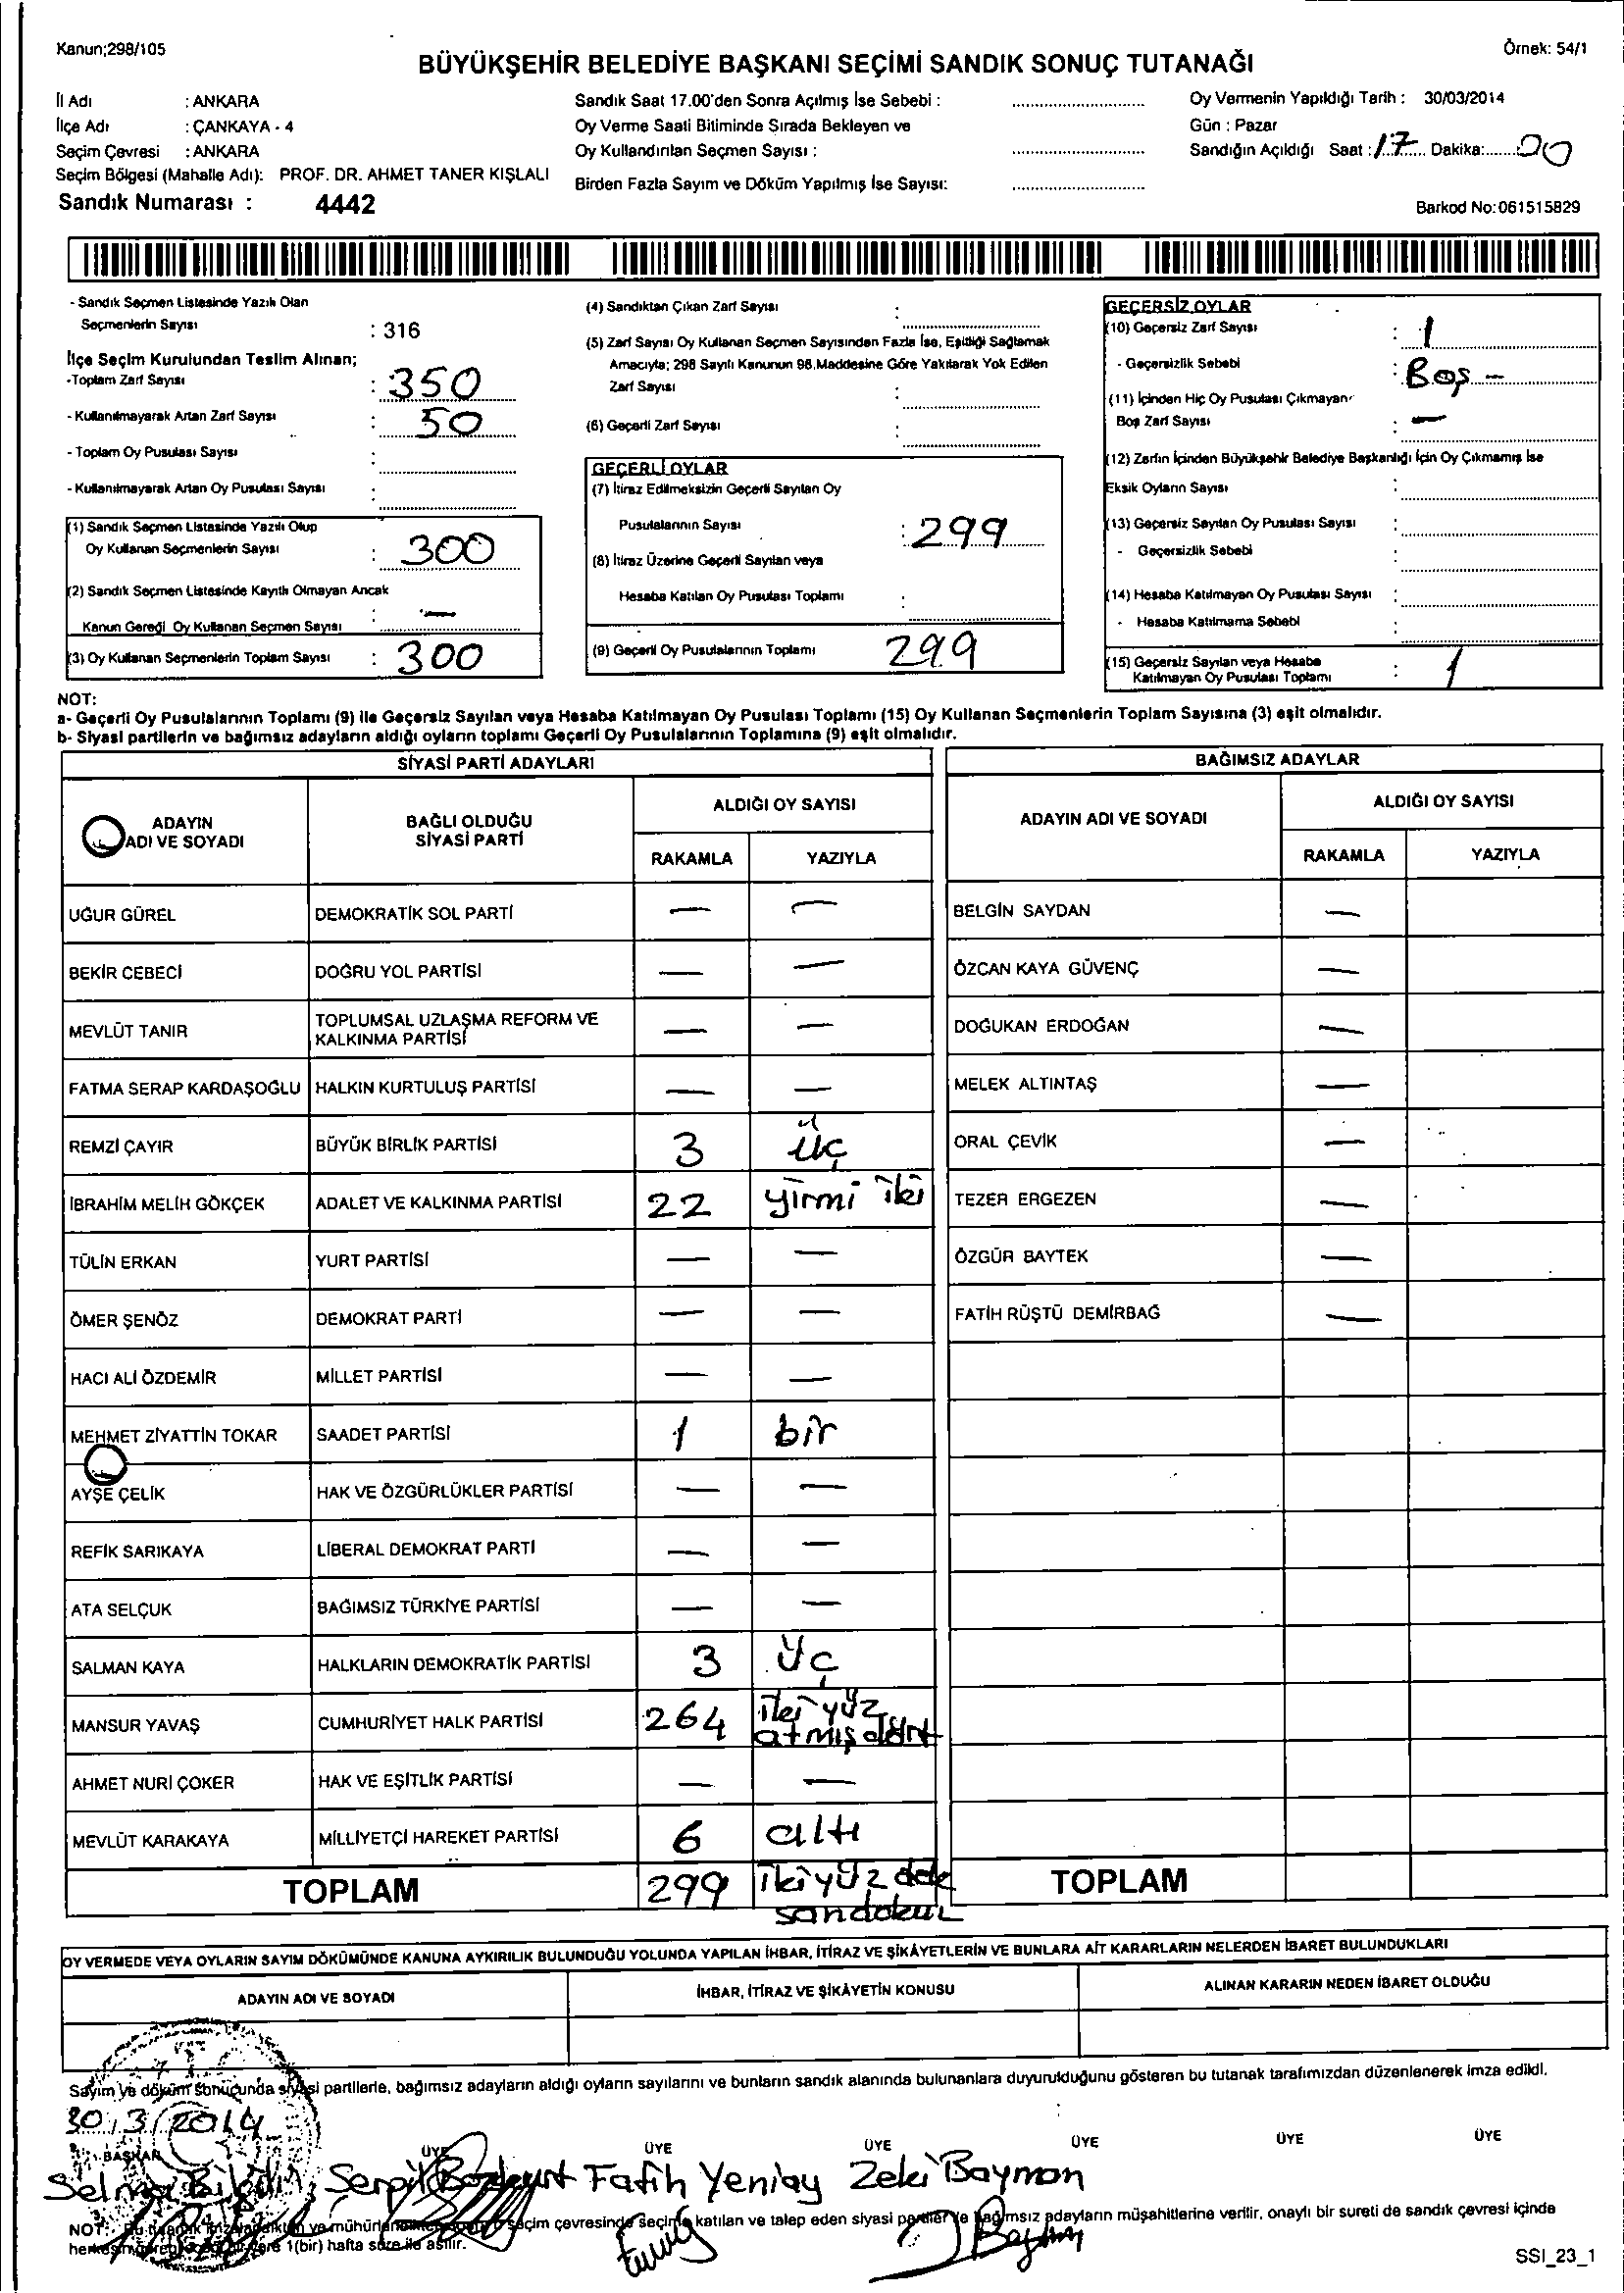 Kanun;298/105
Örnek: 54/1
BÜYÜKŞEHİR BELEDİYE BAŞKANI SEÇİMİ SANDIK SONUÇ TUTANAĞI
İl Adı : ANKARA
İlçe Adı : ÇANKAYA - 4
Seçim Çevresi : ANKARA
Seçim Bölgesi (Mahalle Adı): PROF. DR. AHMET TANER KIŞLALI
Sandık Numarası : 4442
Sandık Saat 17.00'den Sonra Açılmış İse Sebebi :
Oy Verme Saati Bitiminde Sırada Bekleyen ve
Oy Kullandırılan Seçmen Sayısı :
Birden Fazla Sayım ve Döküm Yapılmış İse Sayısı:
Oy Vermenin Yapıldığı Tarih : 30/03/2014
Gün : Pazar
Sandığın Açıldığı Saat : 17 Dakika: 00
Barkod No:061515829
- Sandık Seçmen Listesinde Yazılı Olan
Seçmenlerin Sayısı : 316
İlçe Seçim Kurulundan Teslim Alınan;
-Toplam Zarf Sayısı : 350
- Kullanılmayarak Artan Zarf Sayısı : 50
- Toplam Oy Pusulası Sayısı :
- Kullanılmayarak Artan Oy Pusulası Sayısı :
(1) Sandık Seçmen Listesinde Yazılı Olup
Oy Kullanan Seçmenlerin Sayısı : 300
(2) Sandık Seçmen Listesinde Kayıtlı Olmayan Ancak
Kanun Gereği Oy Kullanan Seçmen Sayısı : —
(3) Oy Kullanan Seçmenlerin Toplam Sayısı : 300
(4) Sandıktan Çıkan Zarf Sayısı :
(5) Zarf Sayısı Oy Kullanan Seçmen Sayısından Fazla İse, Eşitliği Sağlamak
Amacıyla; 298 Sayılı Kanunun 98.Maddesine Göre Yakılarak Yok Edilen
Zarf Sayısı :
(6) Geçerli Zarf Sayısı :
GEÇERLİ OYLAR
(7) İtiraz Edilmeksizin Geçerli Sayılan Oy
Pusulalarının Sayısı : 299
(8) İtiraz Üzerine Geçerli Sayılan veya
Hesaba Katılan Oy Pusulası Toplamı :
(9) Geçerli Oy Pusulalarının Toplamı 299
GEÇERSİZ OYLAR
(10) Geçersiz Zarf Sayısı : 1
- Geçersizlik Sebebi : Boş -
(11) İçinden Hiç Oy Pusulası Çıkmayan
Boş Zarf Sayısı : —
(12) Zarfın İçinden Büyükşehir Belediye Başkanlığı İçin Oy Çıkmamış İse
Eksik Oyların Sayısı :
(13) Geçersiz Sayılan Oy Pusulası Sayısı :
- Geçersizlik Sebebi :
(14) Hesaba Katılmayan Oy Pusulası Sayısı :
- Hesaba Katılmama Sebebi :
(15) Geçersiz Sayılan veya Hesaba
Katılmayan Oy Pusulası Toplamı : 1
NOT:
a- Geçerli Oy Pusulalarının Toplamı (9) ile Geçersiz Sayılan veya Hesaba Katılmayan Oy Pusulası Toplamı (15) Oy Kullanan Seçmenlerin Toplam Sayısına (3) eşit olmalıdır.
b- Siyasi partilerin ve bağımsız adayların aldığı oyların toplamı Geçerli Oy Pusulalarının Toplamına (9) eşit olmalıdır.
SİYASİ PARTİ ADAYLARI
ADAYIN ADI VE SOYADI BAĞLI OLDUĞU SİYASİ PARTİ ALDIĞI OY SAYISI
RAKAMLA YAZIYLA
UĞUR GÜREL DEMOKRATİK SOL PARTİ — —
BEKİR CEBECİ DOĞRU YOL PARTİSİ — —
MEVLÜT TANIR TOPLUMSAL UZLAŞMA REFORM VE KALKINMA PARTİSİ — —
FATMA SERAP KARDAŞOĞLU HALKIN KURTULUŞ PARTİSİ — —
REMZİ ÇAYIR BÜYÜK BİRLİK PARTİSİ 3 üç
İBRAHİM MELİH GÖKÇEK ADALET VE KALKINMA PARTİSİ 22 yirmi iki
TÜLİN ERKAN YURT PARTİSİ — —
ÖMER ŞENÖZ DEMOKRAT PARTİ — —
HACI ALİ ÖZDEMİR MİLLET PARTİSİ — —
MEHMET ZİYATTİN TOKAR SAADET PARTİSİ 1 bir
AYŞE ÇELİK HAK VE ÖZGÜRLÜKLER PARTİSİ — —
REFİK SARIKAYA LİBERAL DEMOKRAT PARTİ — —
ATA SELÇUK BAĞIMSIZ TÜRKİYE PARTİSİ — —
SALMAN KAYA HALKLARIN DEMOKRATİK PARTİSİ 3 üç
MANSUR YAVAŞ CUMHURİYET HALK PARTİSİ 264 iki yüz atmış dört
AHMET NURİ ÇOKER HAK VE EŞİTLİK PARTİSİ — —
MEVLÜT KARAKAYA MİLLİYETÇİ HAREKET PARTİSİ 6 altı
TOPLAM 299 iki yüz
BAĞIMSIZ ADAYLAR
ADAYIN ADI VE SOYADI ALDIĞI OY SAYISI
RAKAMLA YAZIYLA
BELGİN SAYDAN —
ÖZCAN KAYA GÜVENÇ —
DOĞUKAN ERDOĞAN —
MELEK ALTINTAŞ —
ORAL ÇEVİK —
TEZER ERGEZEN —
ÖZGÜR BAYTEK —
FATİH RÜŞTÜ DEMİRBAĞ —
TOPLAM
OY VERMEDE VEYA OYLARIN SAYIM DÖKÜMÜNDE KANUNA AYKIRILIK BULUNDUĞU YOLUNDA YAPILAN İHBAR, İTİRAZ VE ŞİKÂYETLERİN VE BUNLARA AİT KARARLARIN NELERDEN İBARET BULUNDUKLARI
ADAYIN ADI VE SOYADI İHBAR, İTİRAZ VE ŞİKÂYETİN KONUSU ALINAN KARARIN NEDEN İBARET OLDUĞU
Sayım ve döküm sonucunda siyasi partilerle, bağımsız adayların aldığı oyların sayılarını ve bunların sandık alanında bulunanlara duyurulduğunu gösteren bu tutanak tarafımızdan düzenlenerek imza edildi.
30/3/2014
BAŞKAN ÜYE ÜYE ÜYE ÜYE ÜYE ÜYE
Fatih Yeniay Zeki Bayman
seçim çevresinde seçime katılan ve talep eden siyasi partiler ve bağımsız adayların müşahitlerine verilir, onaylı bir sureti de sandık çevresi içinde
1(bir) hafta süre ile asılır.
SSI_23_1